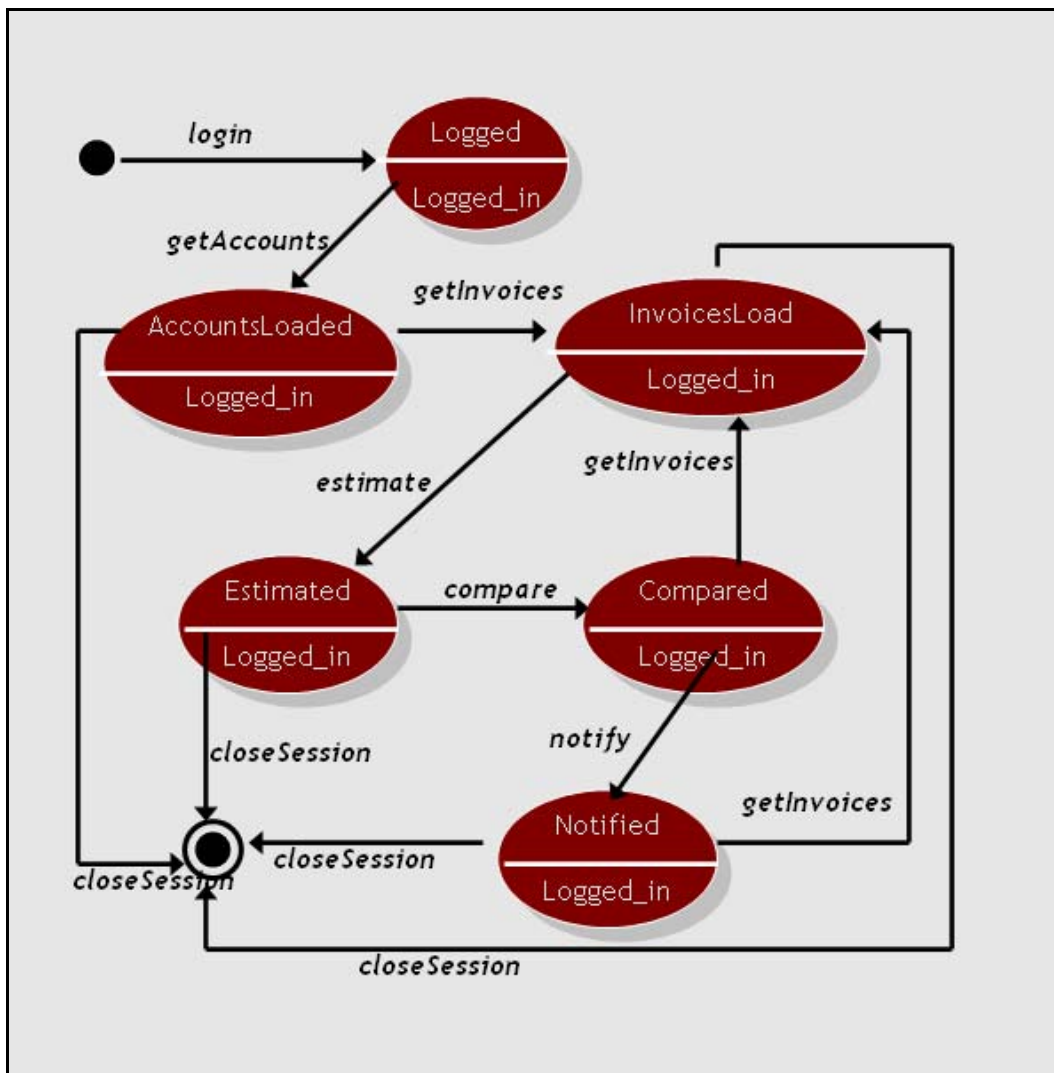 login
Logged
Logged_in
getAccounts
getInvoices
AccountsLoaded
Logged_in
InvoicesLoad
Logged_in
estimate
getInvoices
Estimated
Logged_in
compare
Compared
Logged_in
closeSession
notify
getInvoices
Notified
Logged_in
closeSession
closeSession
closeSession